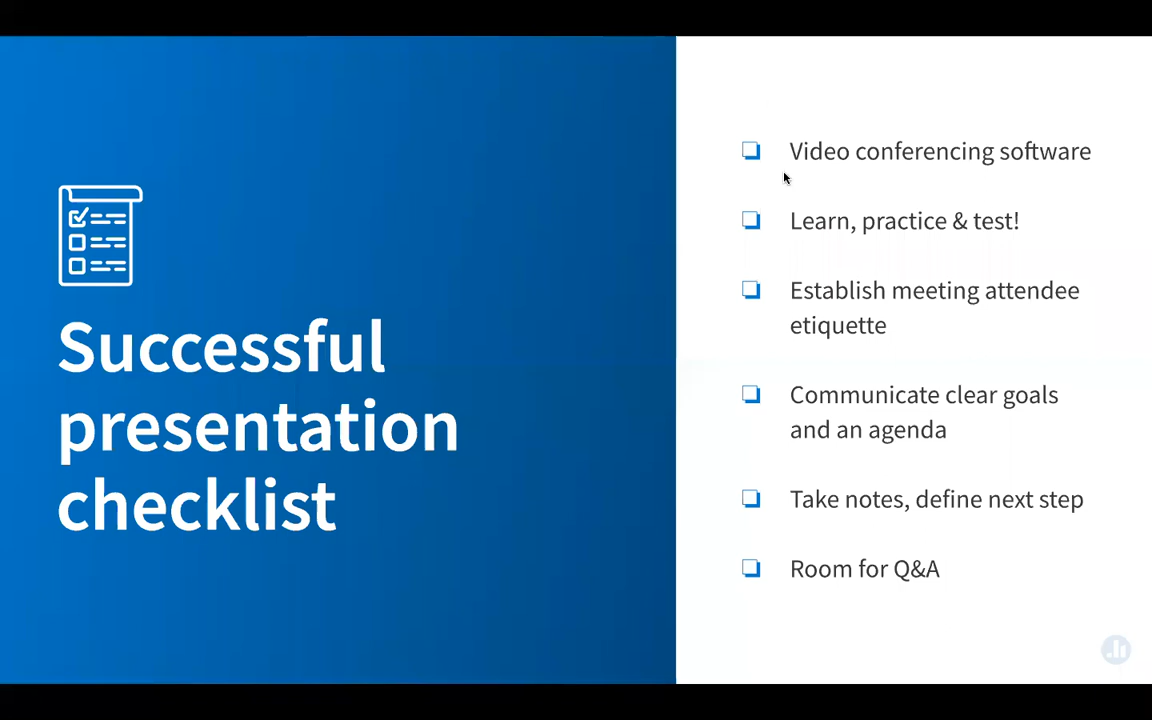 Successful
presentation
checklist
Video conferencing software
Learn, practice & test!
Establish meeting attendee
etiquette
Communicate clear goals
and an agenda
Take notes, define next step
Room for Q&A